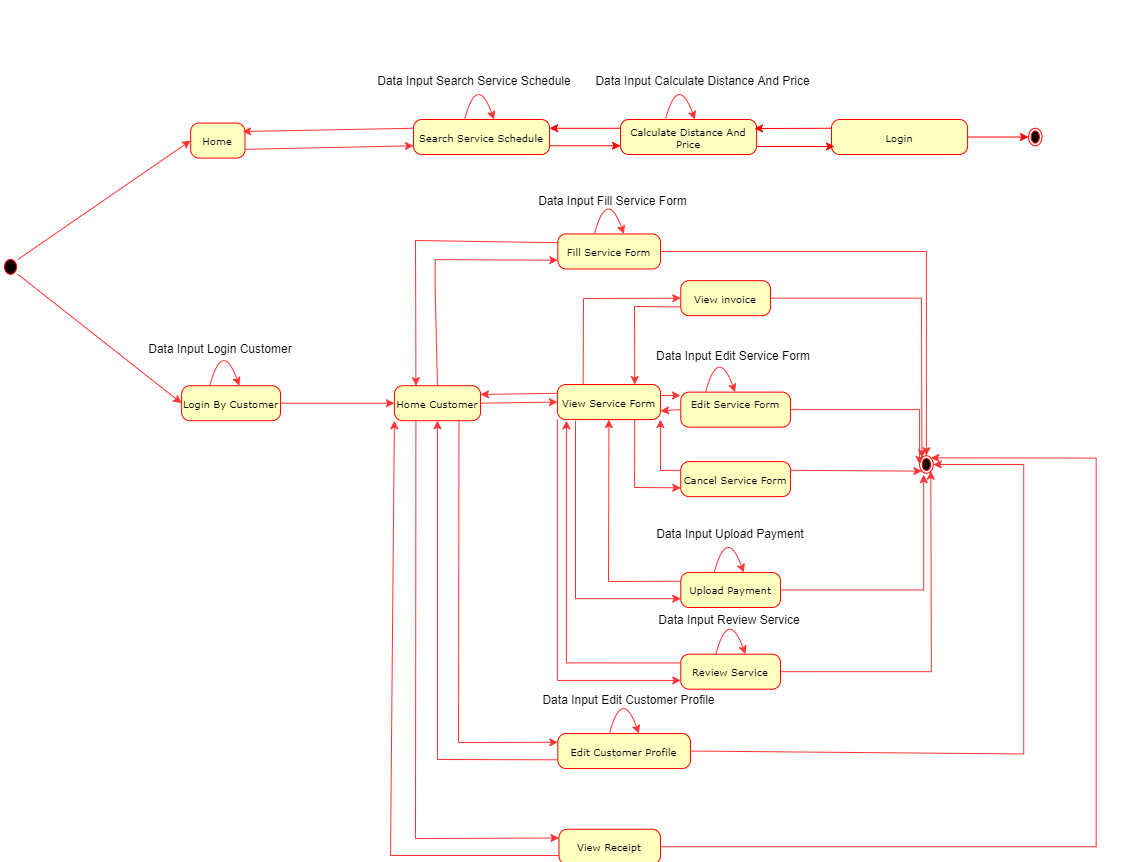 Data Input Search Service Schedule
Data Input Calculate Distance And Price
Home
Search Service Schedule
Calculate Distance And
Price
Login
Data Input Fill Service Form
Fill Service Form
View invoice
Data Input Login Customer
Data Input Edit Service Form
Login By Customer
Home Customer
View Service Form
Edit Service Form
Cancel Service Form
Data Input Upload Payment
Upload Payment
Data Input Review Service
Review Service
Data Input Edit Customer Profile
Edit Customer Profile
View Receipt